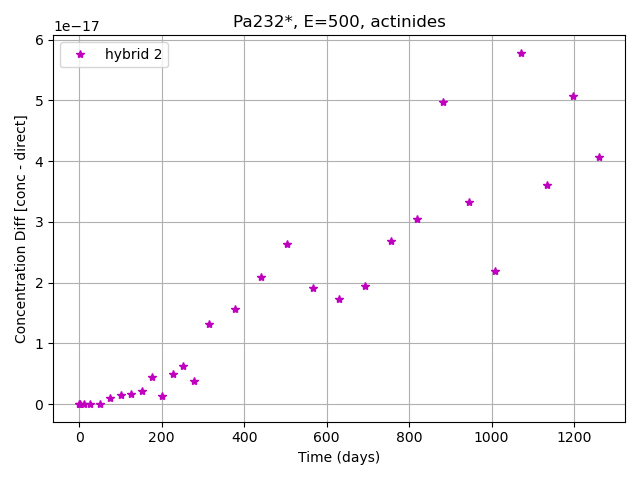 Pa232*, E=500, actinides
1e−17
hybrid 2
Concentration Diff [conc - direct]
6
5
4
3
2
1
0
0 200 400 600 800 1000 1200
Time (days)